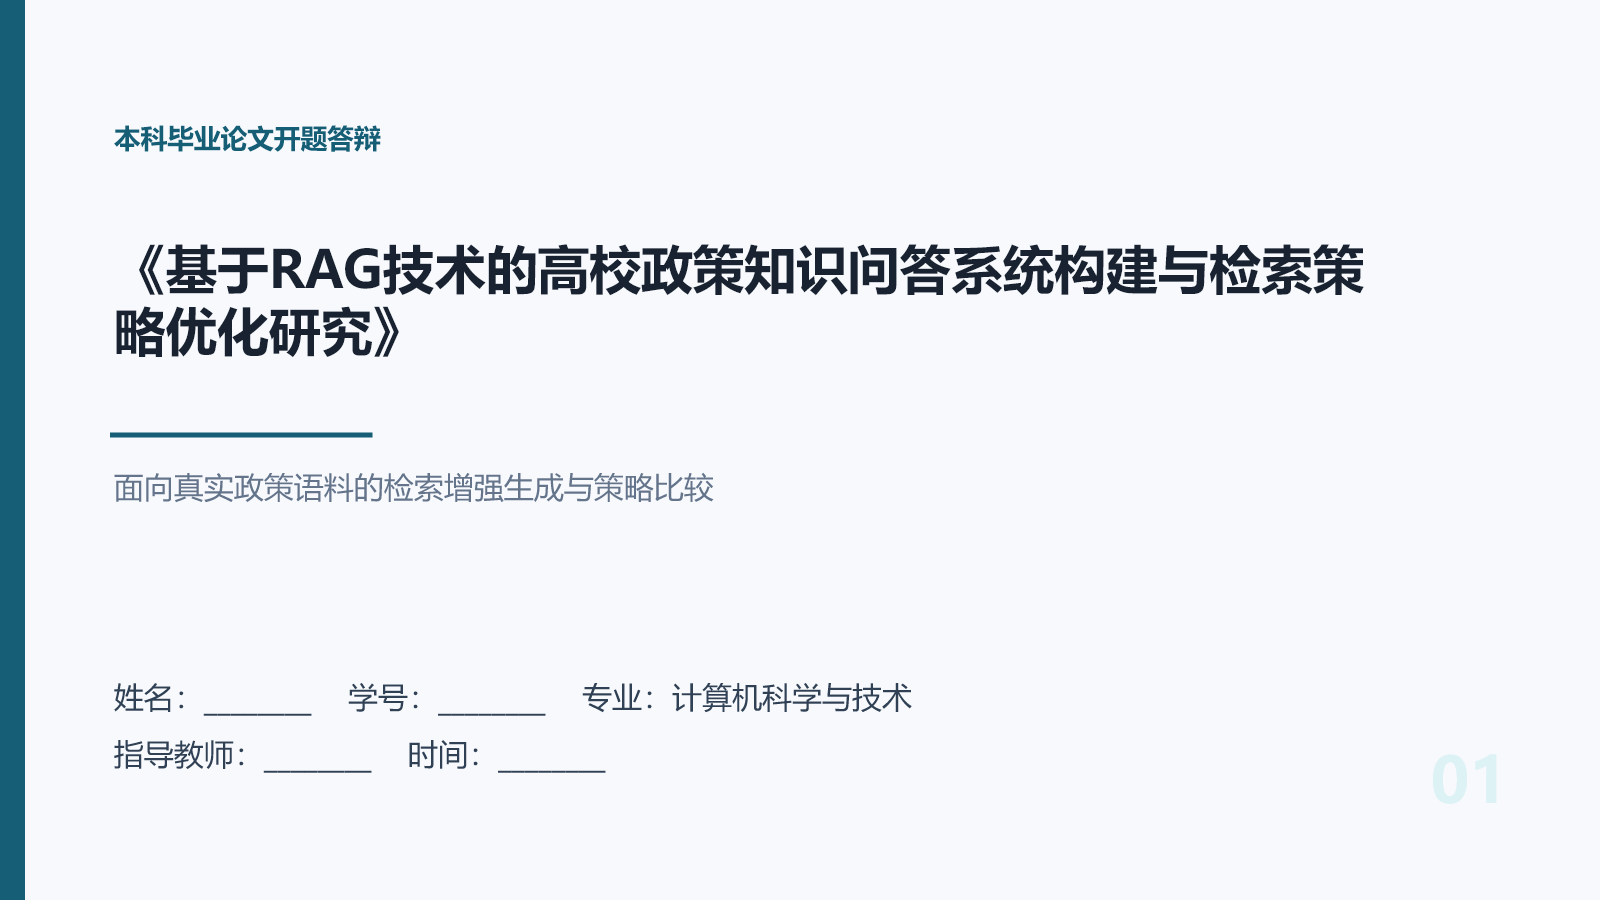 本科毕业论文开题答辩
《基于RAG技术的高校政策知识问答系统构建与检索策
略优化研究》
面向真实政策语料的检索增强生成与策略比较
姓名：________ 学号：________ 专业：计算机科学与技术
指导教师：________ 时间：________
01